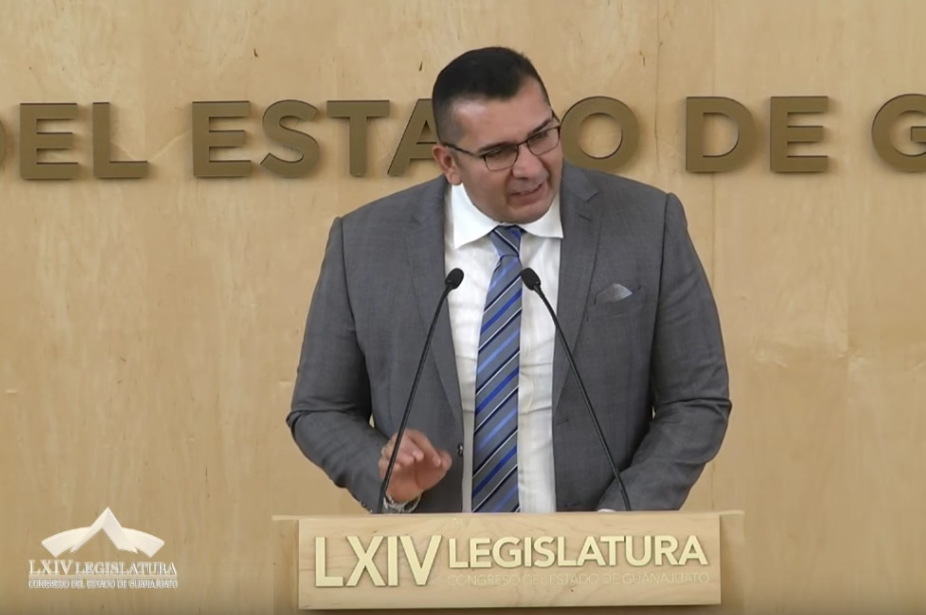 DEL ESTADO DE G
LXIV LEGISLATURA
CONGRESO DEL ESTADO DE GUANAJUATO
LXIV LEGISLATURA
CONGRESO DEL ESTADO DE GUANAJUATO